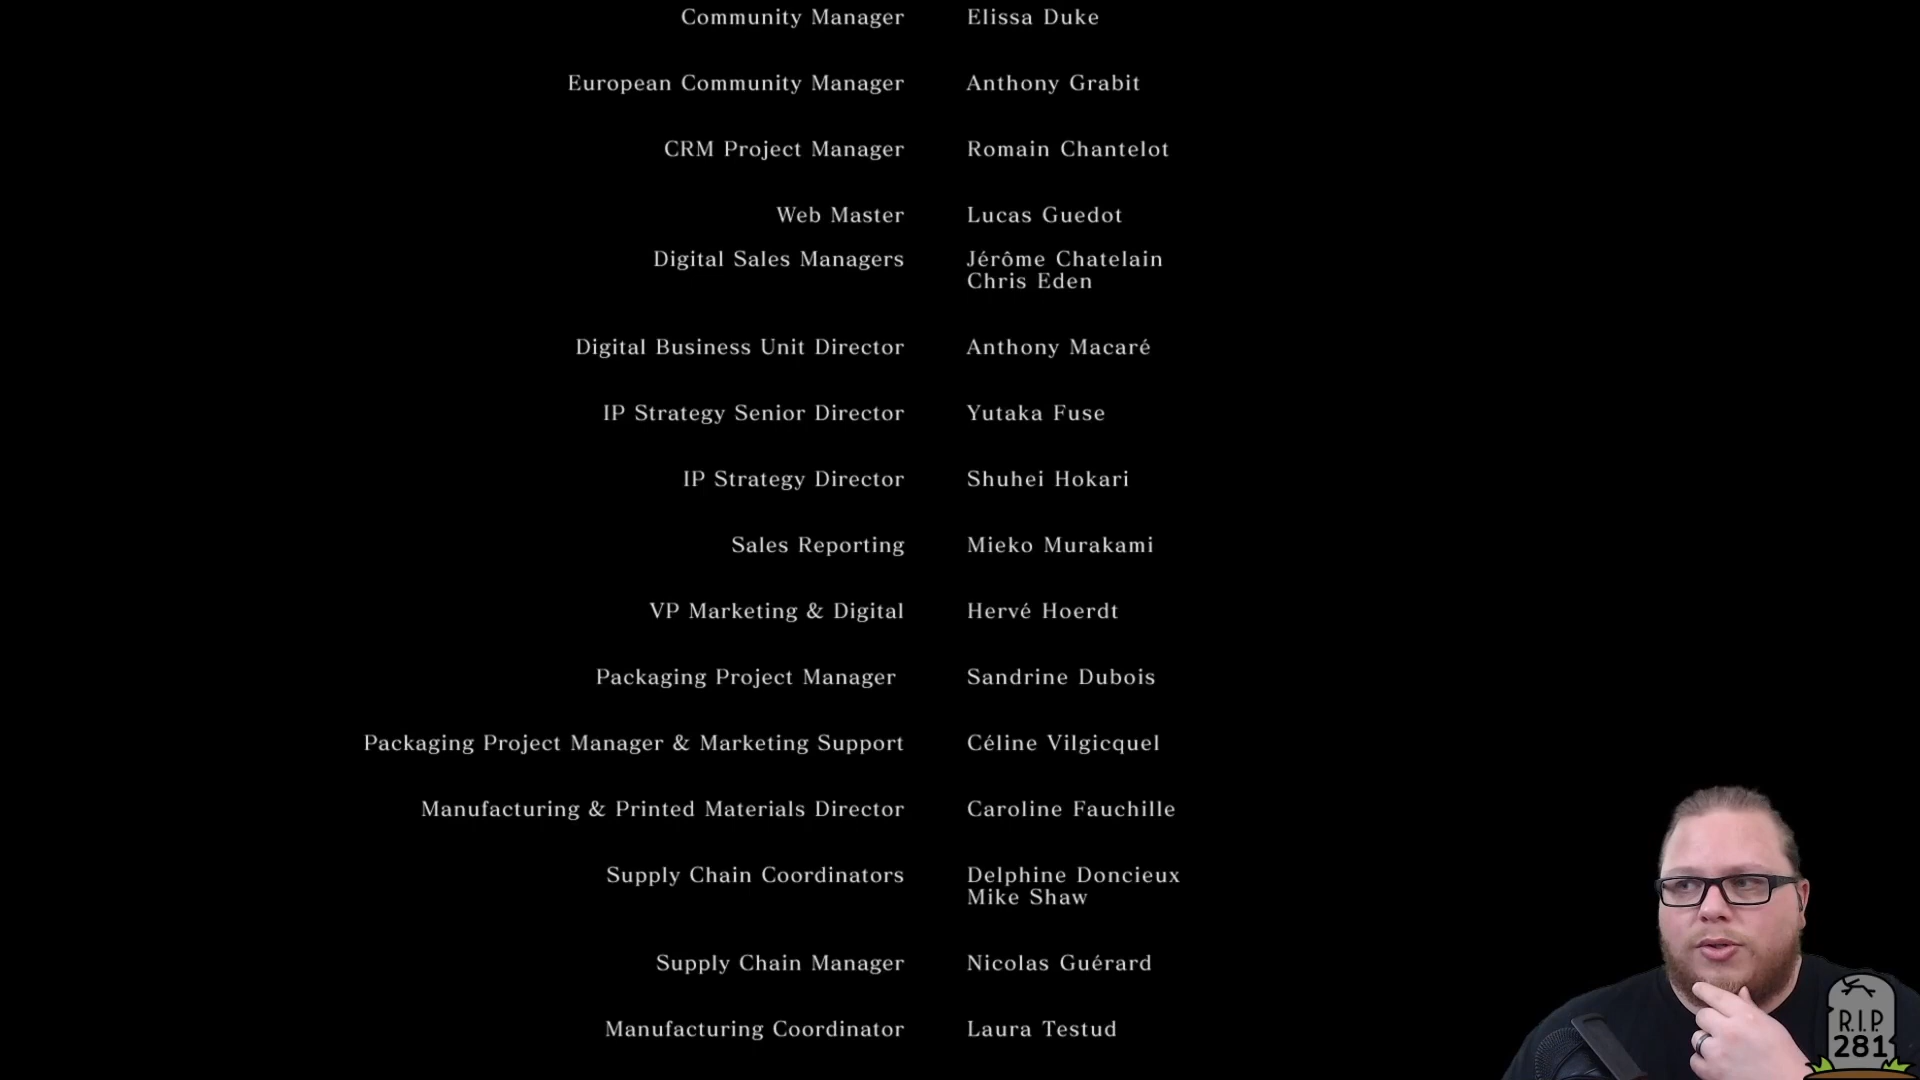 Community Manager Elissa Duke
European Community Manager Anthony Grabit
CRM Project Manager Romain Chantelot
Web Master Lucas Guedot
Digital Sales Managers Jérôme Chatelain
Chris Eden
Digital Business Unit Director Anthony Macaré
IP Strategy Senior Director Yutaka Fuse
IP Strategy Director Shuhei Hokari
Sales Reporting Mieko Murakami
VP Marketing & Digital Hervé Hoerdt
Packaging Project Manager Sandrine Dubois
Packaging Project Manager & Marketing Support Céline Vilgicquel
Manufacturing & Printed Materials Director Caroline Fauchille
Supply Chain Coordinators Delphine Doncieux
Mike Shaw
Supply Chain Manager Nicolas Guérard
Manufacturing Coordinator Laura Testud
R.I.P.
281